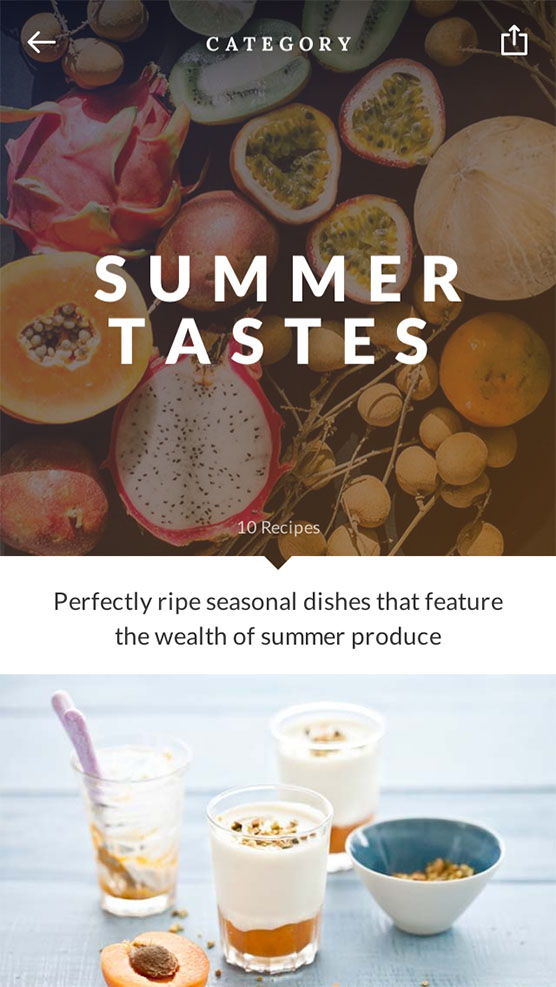 CATEGORY
SUMMER
TASTES
10 Recipes
Perfectly ripe seasonal dishes that feature
the wealth of summer produce